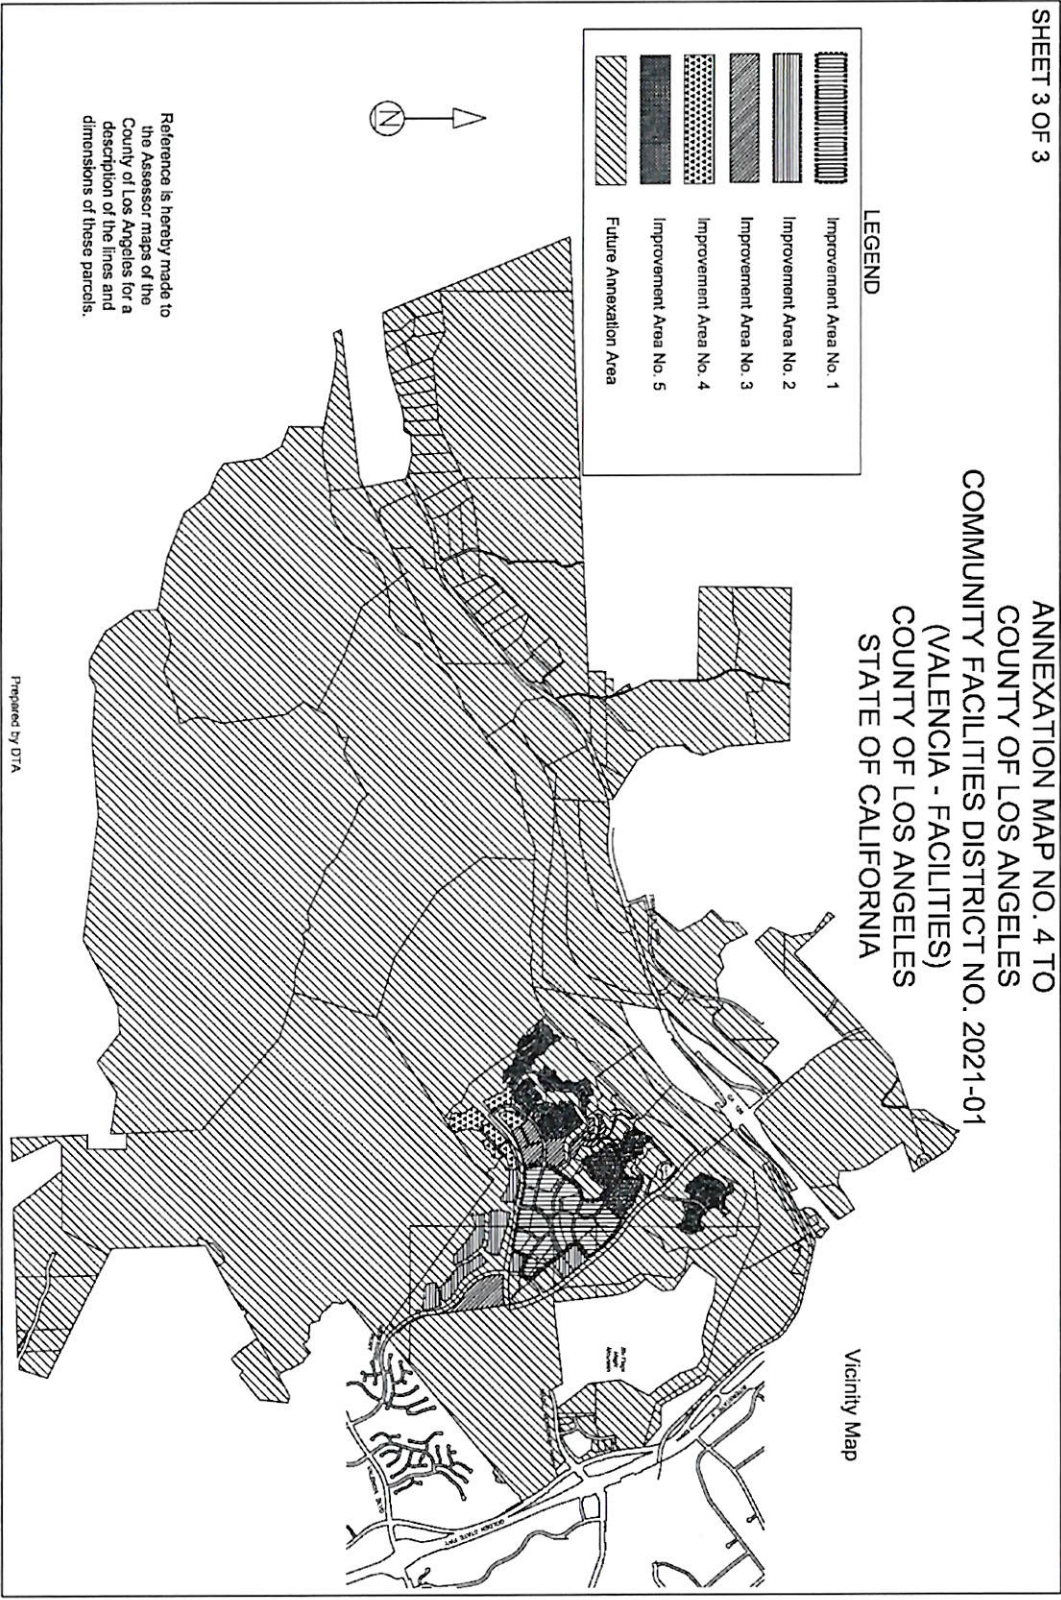 SHEET 3 OF 3
ANNEXATION MAP NO. 4 TO
COUNTY OF LOS ANGELES
COMMUNITY FACILITIES DISTRICT NO. 2021-01
(VALENCIA - FACILITIES)
COUNTY OF LOS ANGELES
STATE OF CALIFORNIA
LEGEND
Improvement Area No. 1
Improvement Area No. 2
Improvement Area No. 3
Improvement Area No. 4
Improvement Area No. 5
Future Annexation Area
Vicinity Map
N
Six Flags
Magic
Mountain
GOLDEN STATE FWY
Reference is hereby made to
the Assessor maps of the
County of Los Angeles for a
description of the lines and
dimensions of these parcels.
Prepared by DTA